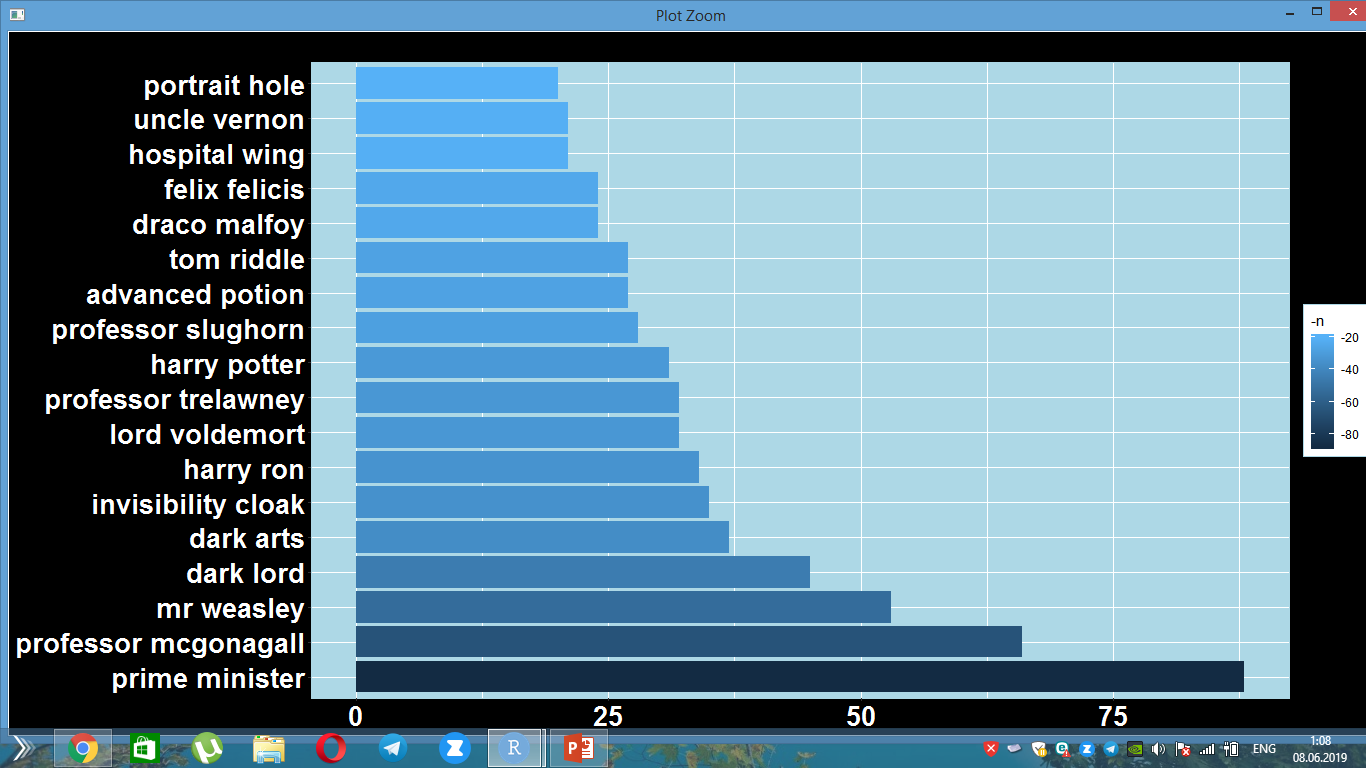 Plot Zoom
portrait hole
uncle vernon
hospital wing
felix felicis
draco malfoy
tom riddle
advanced potion
professor slughorn
harry potter
professor trelawney
lord voldemort
harry ron
invisibility cloak
dark arts
dark lord
mr weasley
professor mcgonagall
prime minister
0 25 50 75
-n
-20
-40
-60
-80
R
P
ENG
1:08
08.06.2019